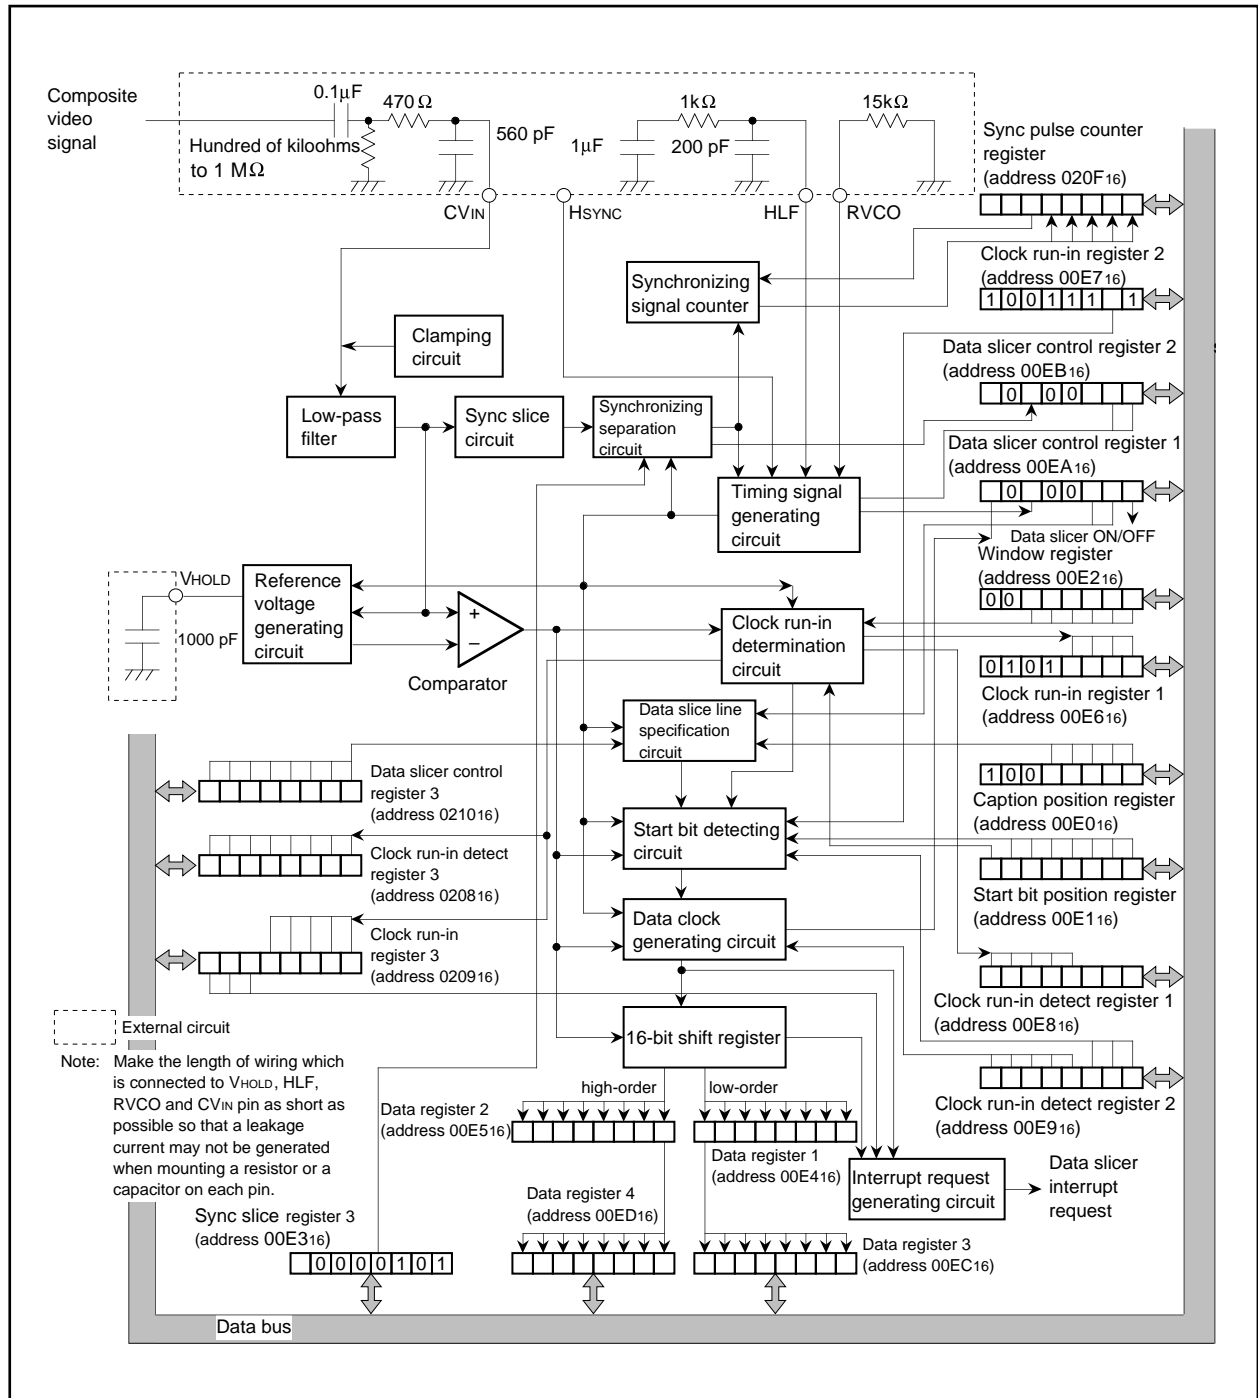 Composite
video
signal
0.1µF
470Ω
560 pF
Hundred of kiloohms
to 1 MΩ
1kΩ
1µF
200 pF
15kΩ
CVIN
HSYNC
HLF
RVCO
Sync pulse counter
register
(address 020F16)
Synchronizing
signal counter
Clock run-in register 2
(address 00E716)
1 0 0 1 1 1 1
Clamping
circuit
Data slicer control register 2
(address 00EB16)
0 0 0
Low-pass
filter
Sync slice
circuit
Synchronizing
separation
circuit
Data slicer control register 1
(address 00EA16)
0 0 0
Timing signal
generating
circuit
Data slicer ON/OFF
Window register
(address 00E216)
0 0
VHOLD
1000 pF
Reference
voltage
generating
circuit
+
–
Comparator
Clock run-in
determination
circuit
0 1 0 1
Clock run-in register 1
(address 00E616)
Data slice line
specification
circuit
Data slicer control
register 3
(address 021016)
1 0 0
Caption position register
(address 00E016)
Start bit detecting
circuit
Clock run-in detect
register 3
(address 020816)
Start bit position register
(address 00E116)
Data clock
generating circuit
Clock run-in
register 3
(address 020916)
Clock run-in detect register 1
(address 00E816)
16-bit shift register
External circuit
Note: Make the length of wiring which
is connected to VHOLD, HLF,
RVCO and CVIN pin as short as
possible so that a leakage
current may not be generated
when mounting a resistor or a
capacitor on each pin.
high-order
low-order
Clock run-in detect register 2
(address 00E916)
Data register 2
(address 00E516)
Data register 1
(address 00E416)
Interrupt request
generating circuit
Data slicer
interrupt
request
Data register 4
(address 00ED16)
Data register 3
(address 00EC16)
Sync slice register 3
(address 00E316)
0 0 0 0 1 0 1
Data bus